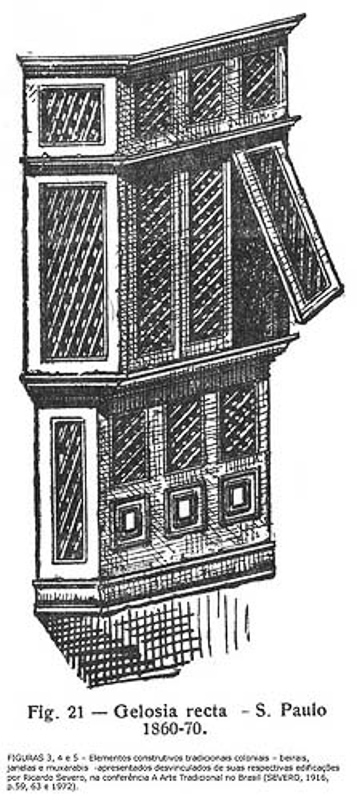 Fig. 21 — Gelosia recta – S. Paulo
1860-70.
FIGURAS 3, 4 e 5 – Elementos construtivos tradicionais coloniais – beirais,
janelas e muxarabis -apresentados desvinculados de suas respectivas edificações
por Ricardo Severo, na conferência A Arte Tradicional no Brasil (SEVERO, 1916,
p.59, 63 e 1972).